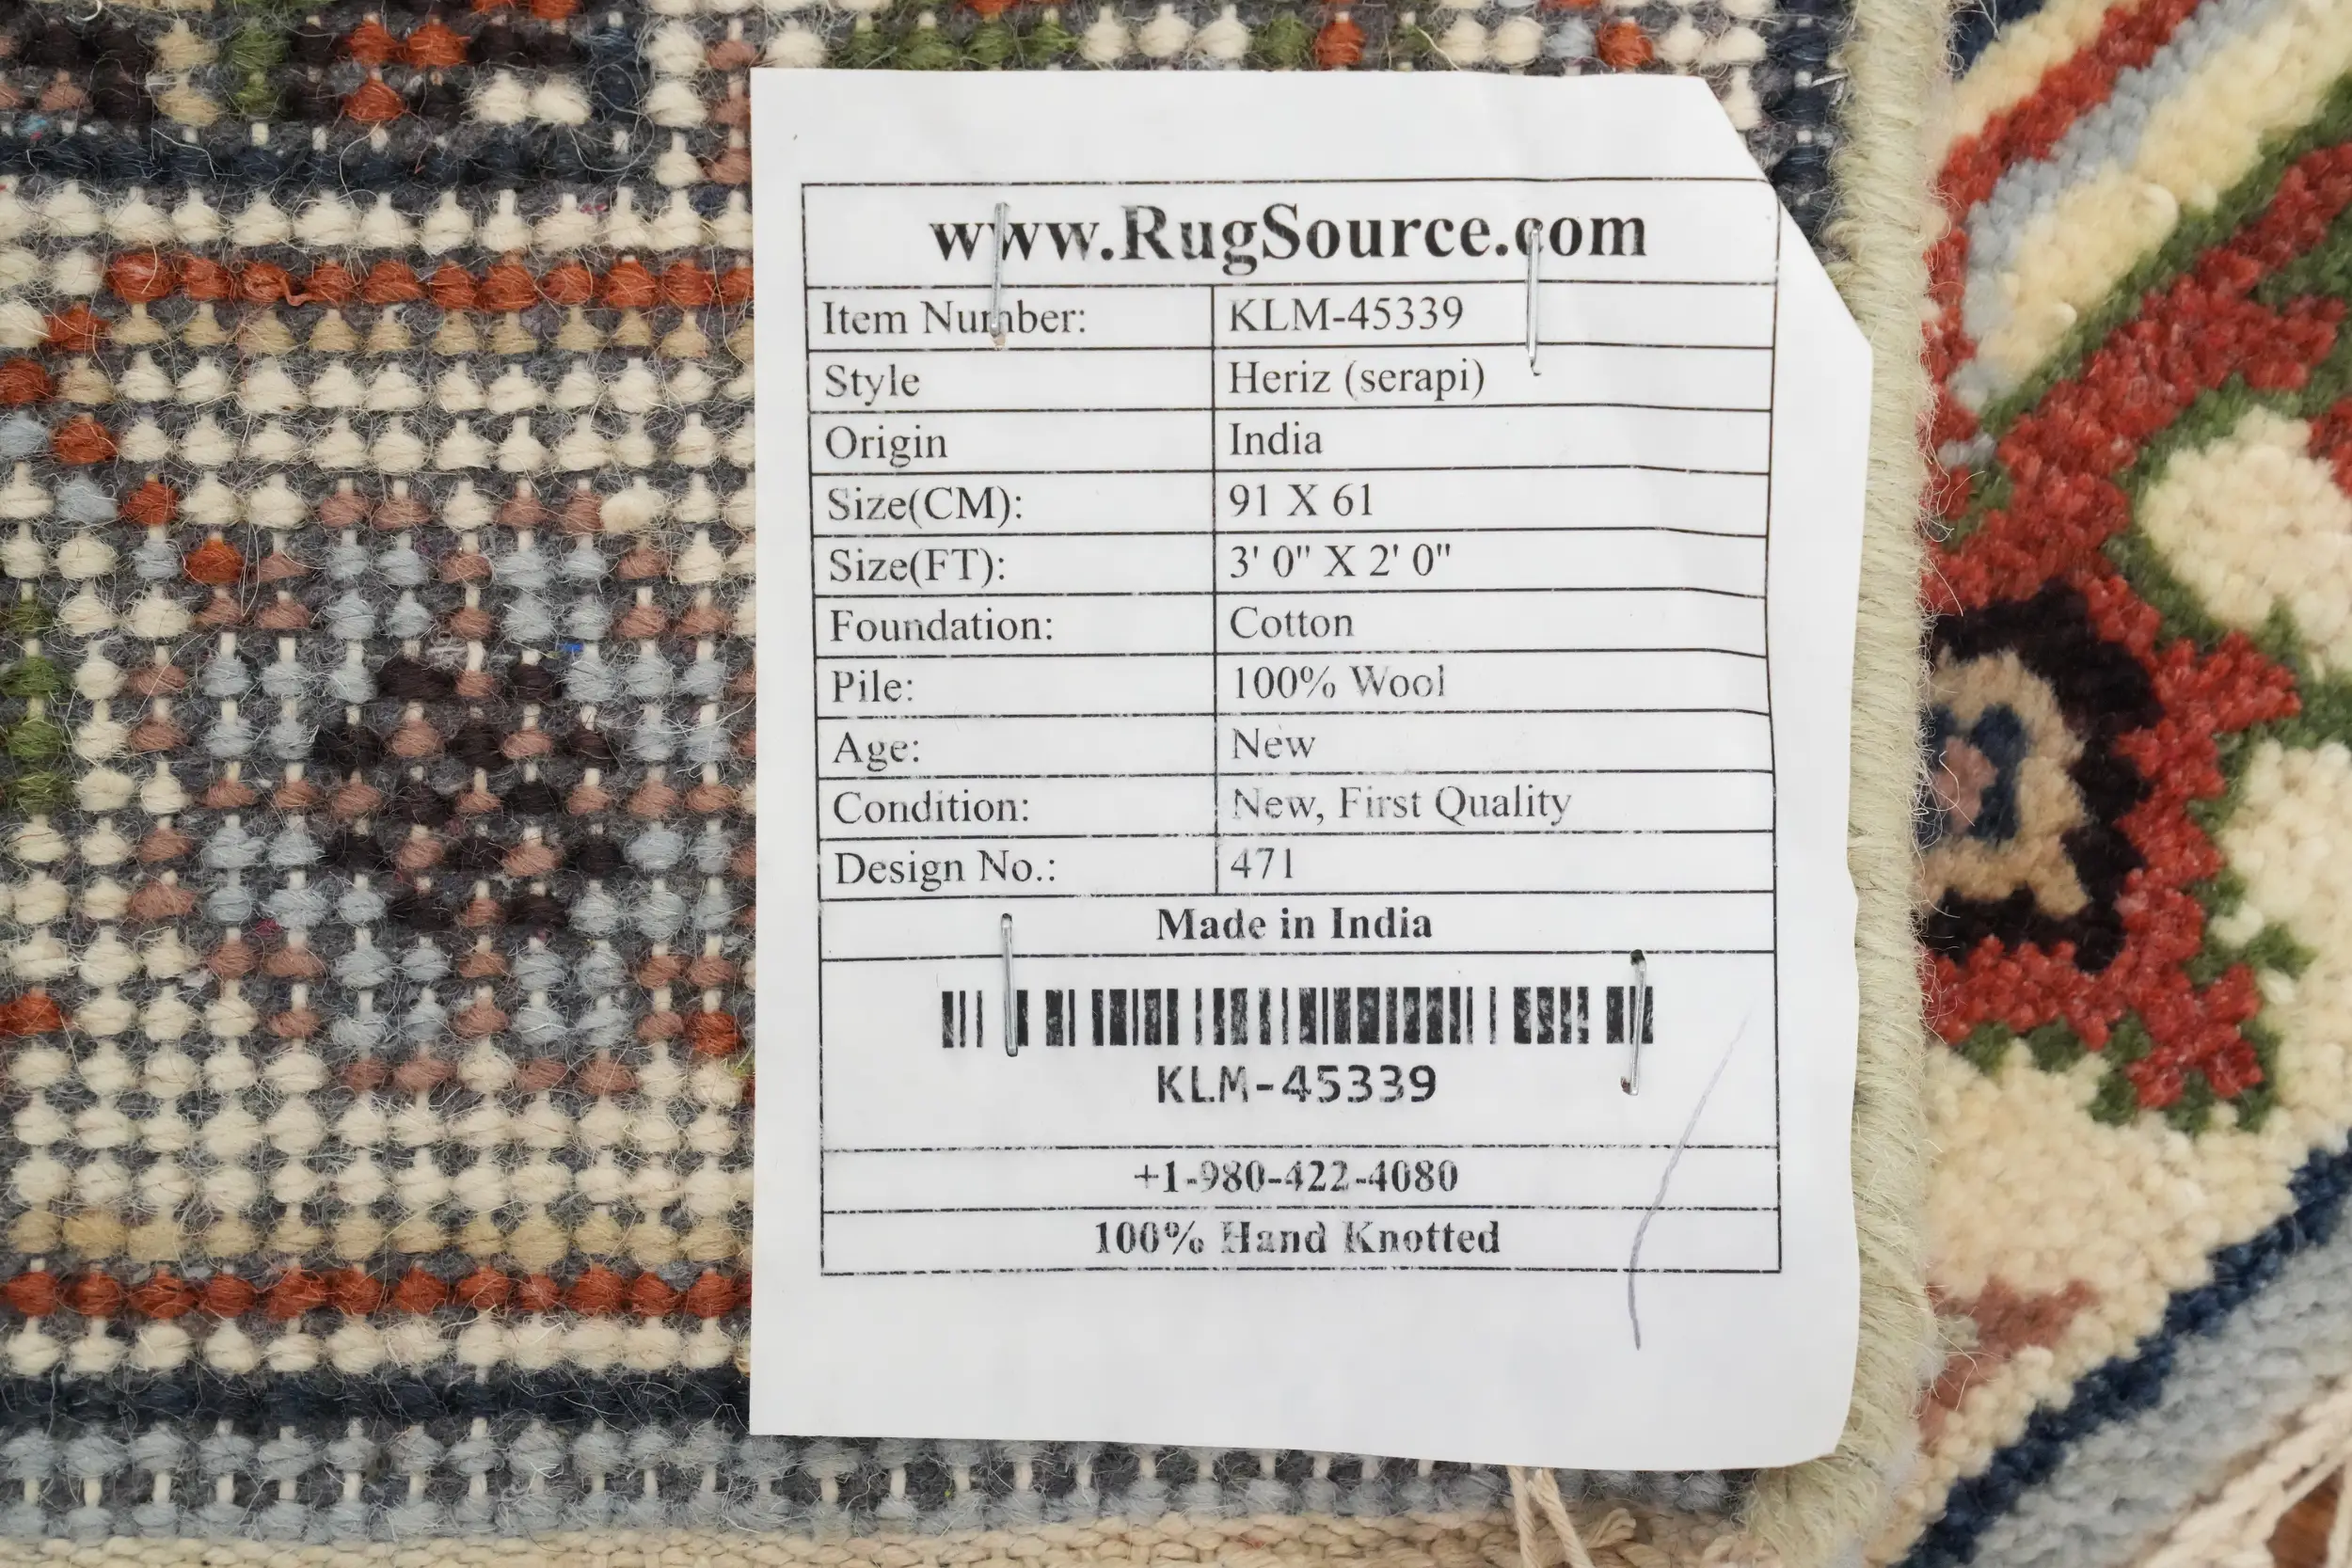 www.RugSource.com
Item Number: KLM-45339
Style Heriz (serapi)
Origin India
Size(CM): 91 X 61
Size(FT): 3' 0" X 2' 0"
Foundation: Cotton
Pile: 100% Wool
Age: New
Condition: New, First Quality
Design No.: 471
Made in India
KLM-45339
+1-980-422-4080
100% Hand Knotted